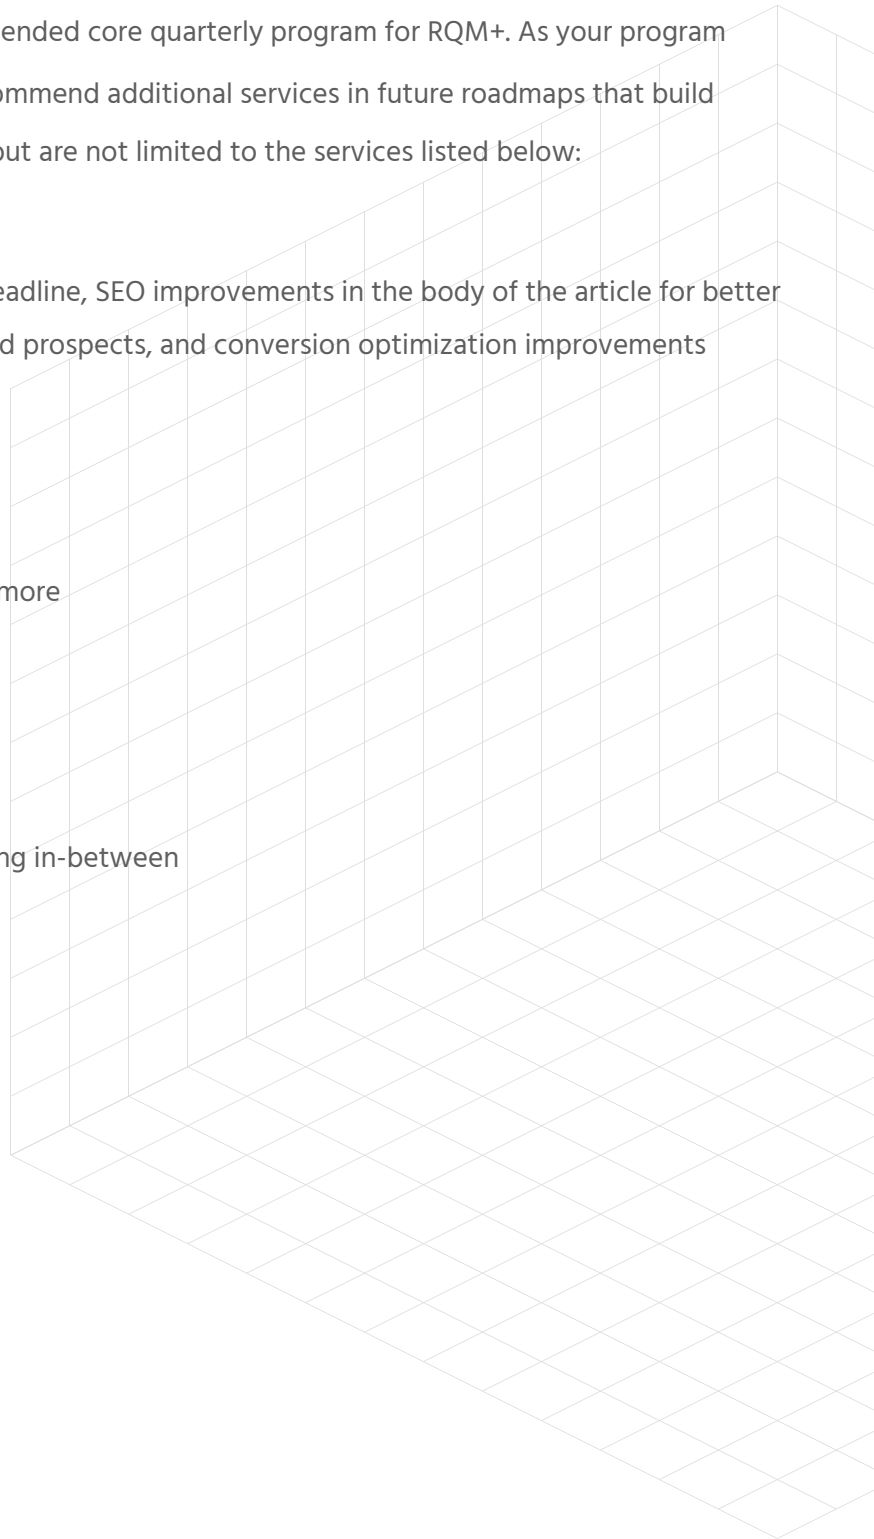 ended core quarterly program for RQM+. As your program
ommend additional services in future roadmaps that build
out are not limited to the services listed below:
eadline, SEO improvements in the body of the article for better
d prospects, and conversion optimization improvements
more
ng in-between